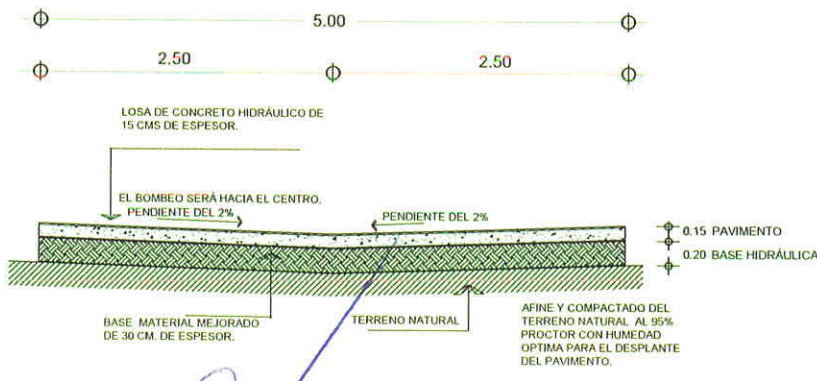 5.00
2.50
2.50
LOSA DE CONCRETO HIDRÁULICO DE
15 CMS DE ESPESOR.
EL BOMBEO SERÁ HACIA EL CENTRO.
PENDIENTE DEL 2%
PENDIENTE DEL 2%
0.15 PAVIMENTO
0.20 BASE HIDRÁULICA
BASE MATERIAL MEJORADO
DE 30 CM. DE ESPESOR.
TERRENO NATURAL
AFINE Y COMPACTADO DEL
TERRENO NATURAL AL 95%
PROCTOR CON HUMEDAD
OPTIMA PARA EL DESPLANTE
DEL PAVIMENTO.